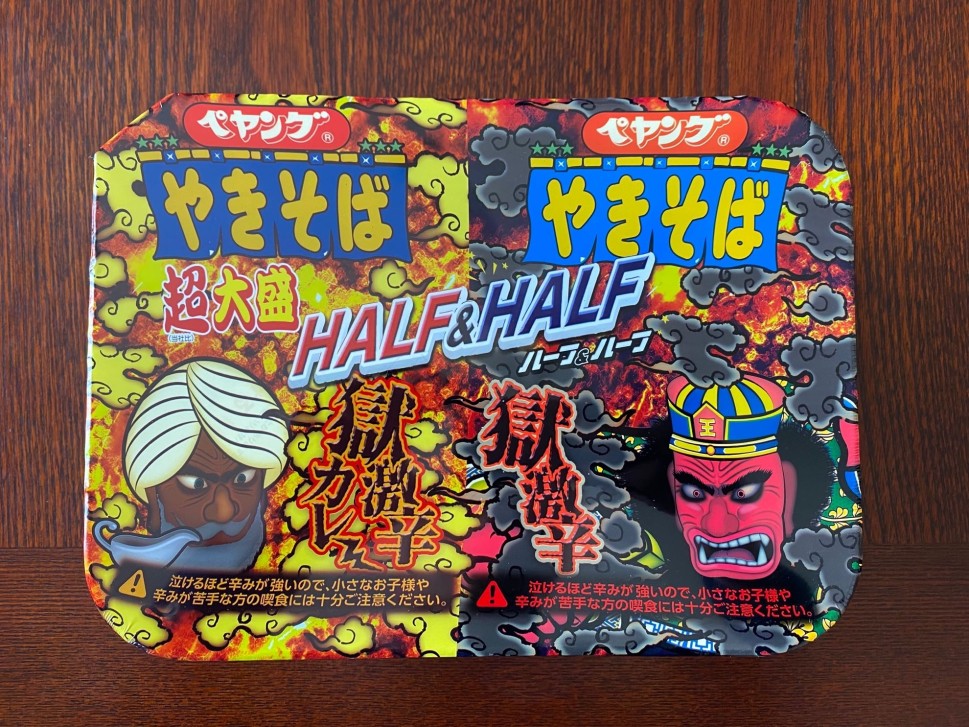 ペヤング®
やきそば
超大盛
(当社比)
ペヤング®
やきそば
HALF&HALF
ハーフ&ハーフ
獄激辛
カレー
獄激辛
王
泣けるほど辛みが強いので、小さなお子様や
辛みが苦手な方の喫食には十分ご注意ください。
泣けるほど辛みが強いので、小さなお子様や
辛みが苦手な方の喫食には十分ご注意ください。